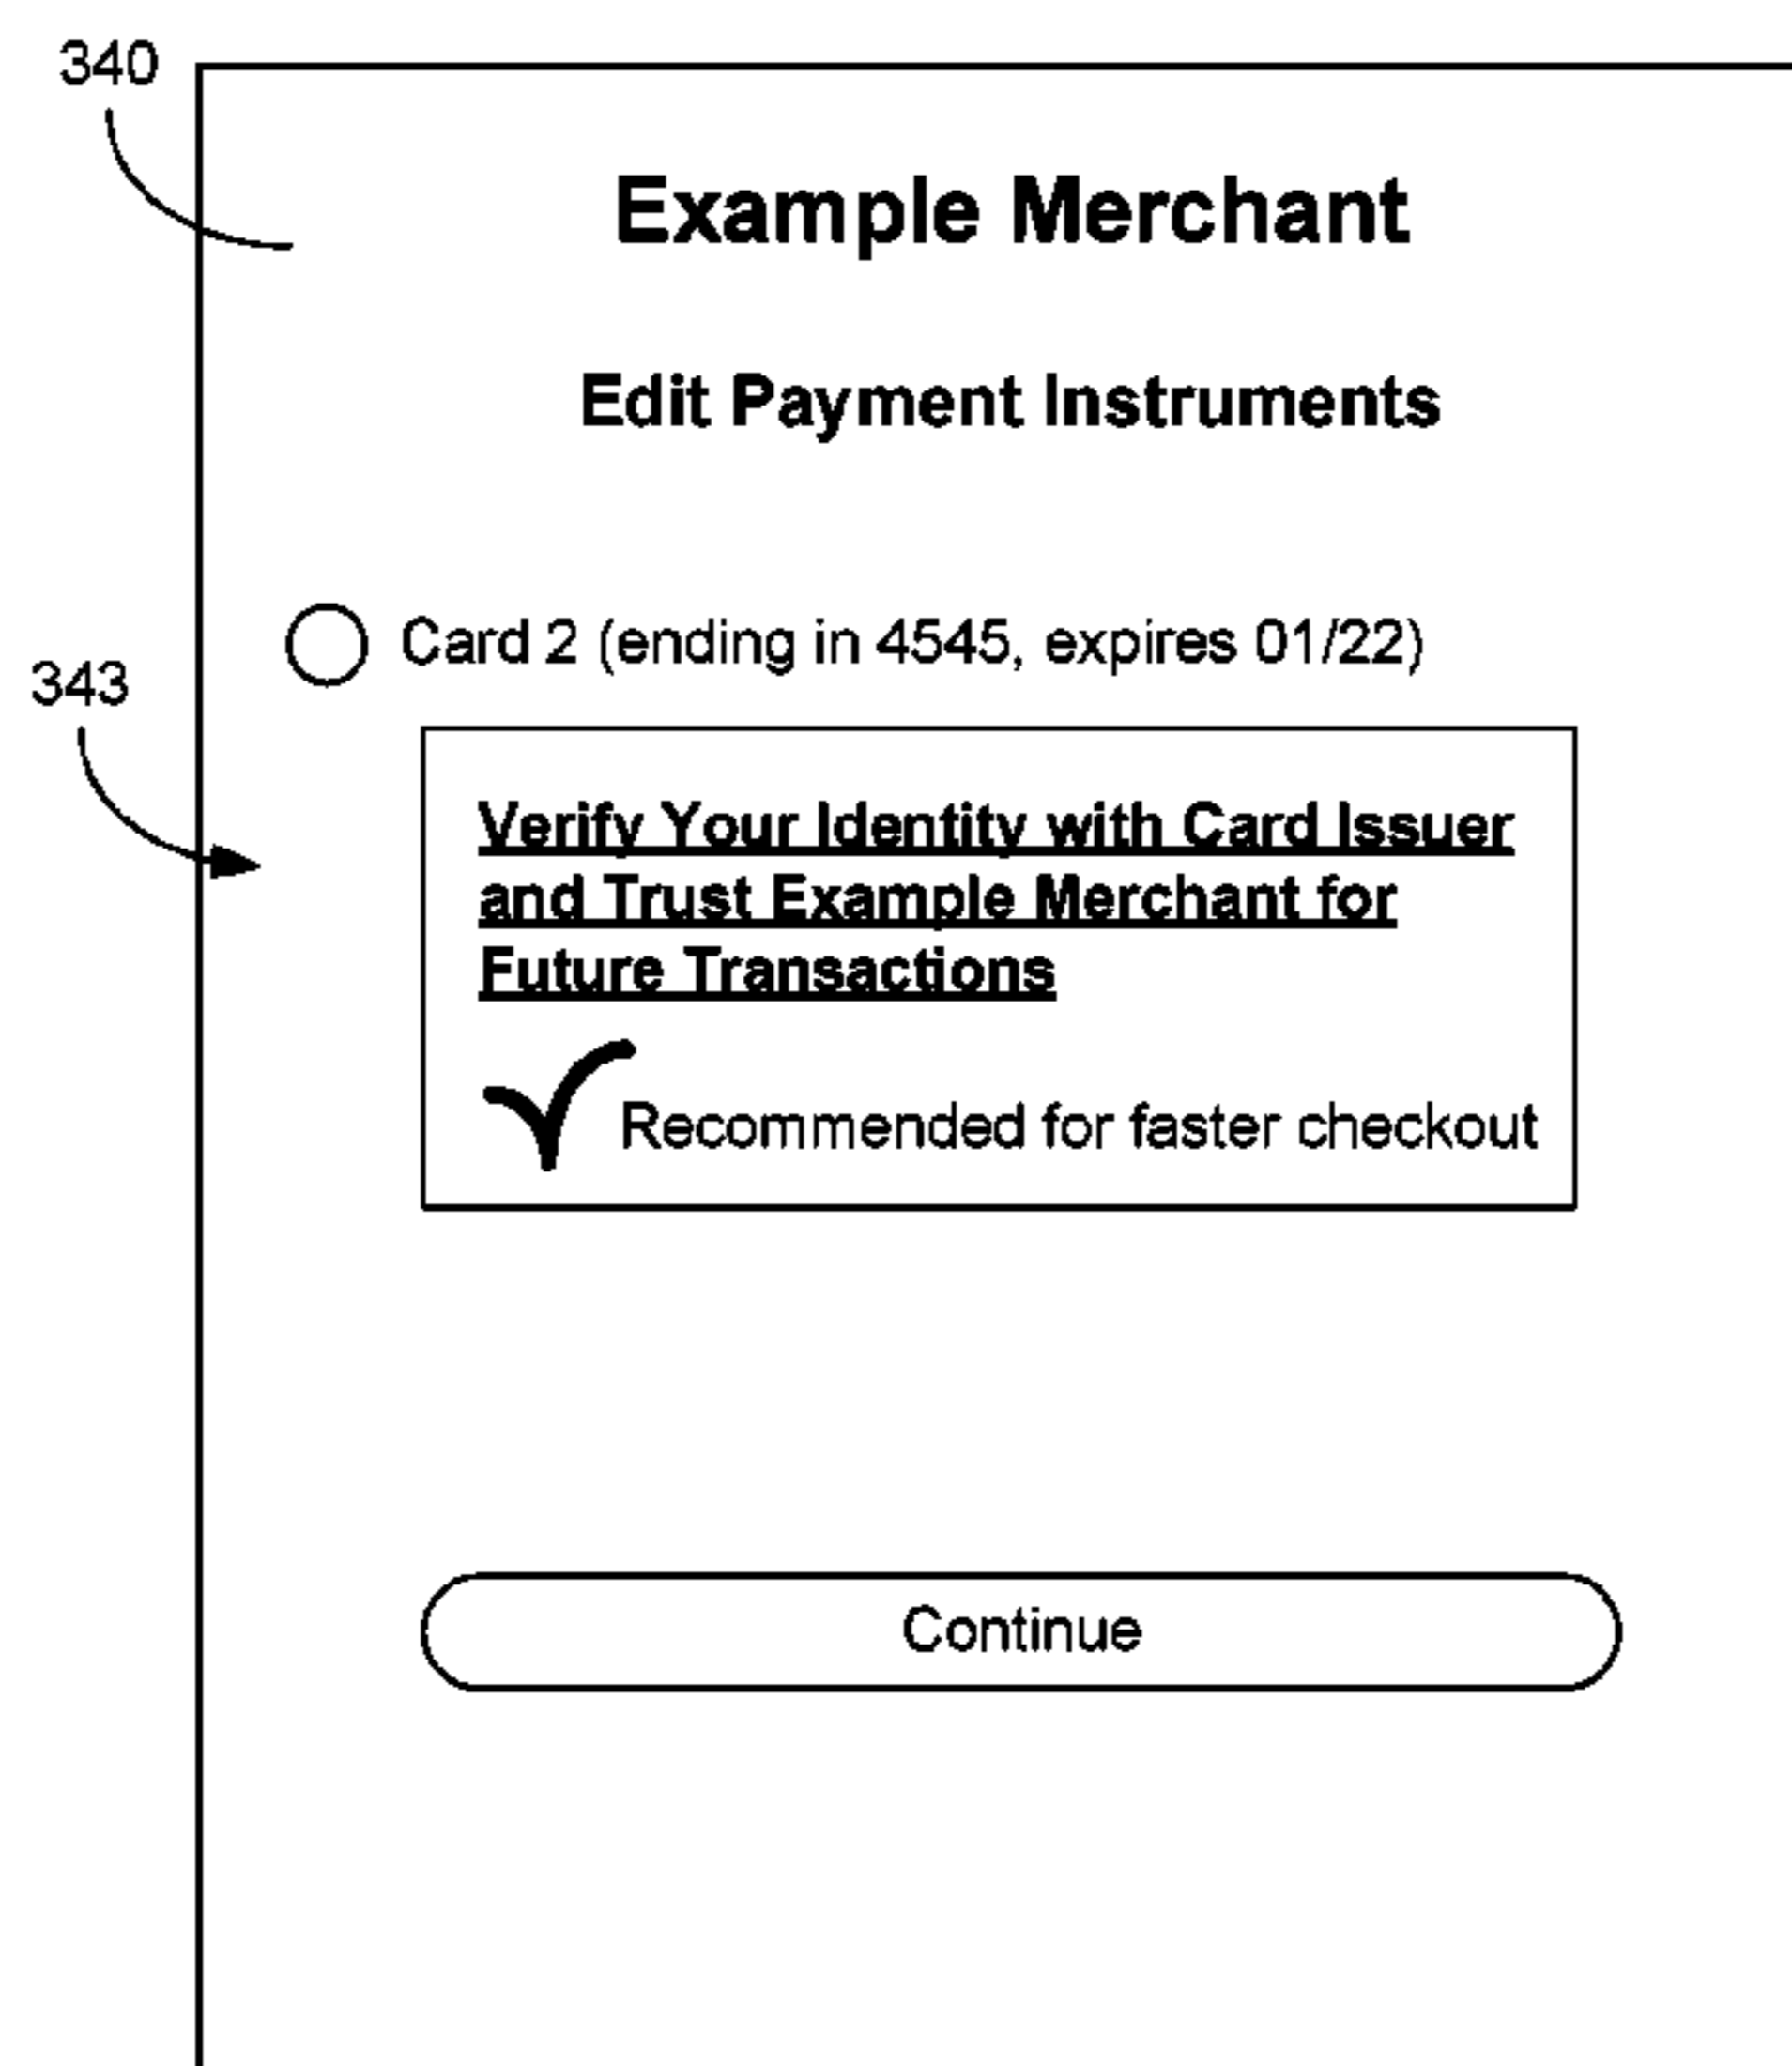 340
Example Merchant
Edit Payment Instruments
Card 2 (ending in 4545, expires 01/22)
343
Verify Your Identity with Card Issuer
and Trust Example Merchant for
Future Transactions
Recommended for faster checkout
Continue